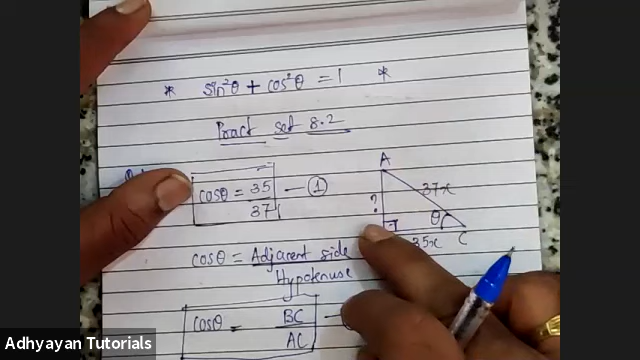 * sin²θ + cos²θ = 1 *
Pract set 8.2
cosθ = 35/37 — ①
A
37x
?
θ
35x
C
cosθ = Adjacent side
Hypotenuse
cosθ = BC/AC
Adhyayan Tutorials